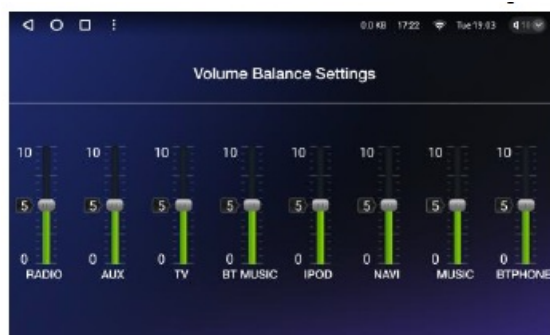 0.0 KB 17:22 Tue 19.03 10
Volume Balance Settings
10 10 10 10 10 10 10 10
5 5 5 5 5 5 5 5
0 0 0 0 0 0 0 0
RADIO AUX TV BT MUSIC IPOD NAVI MUSIC BTPHONE